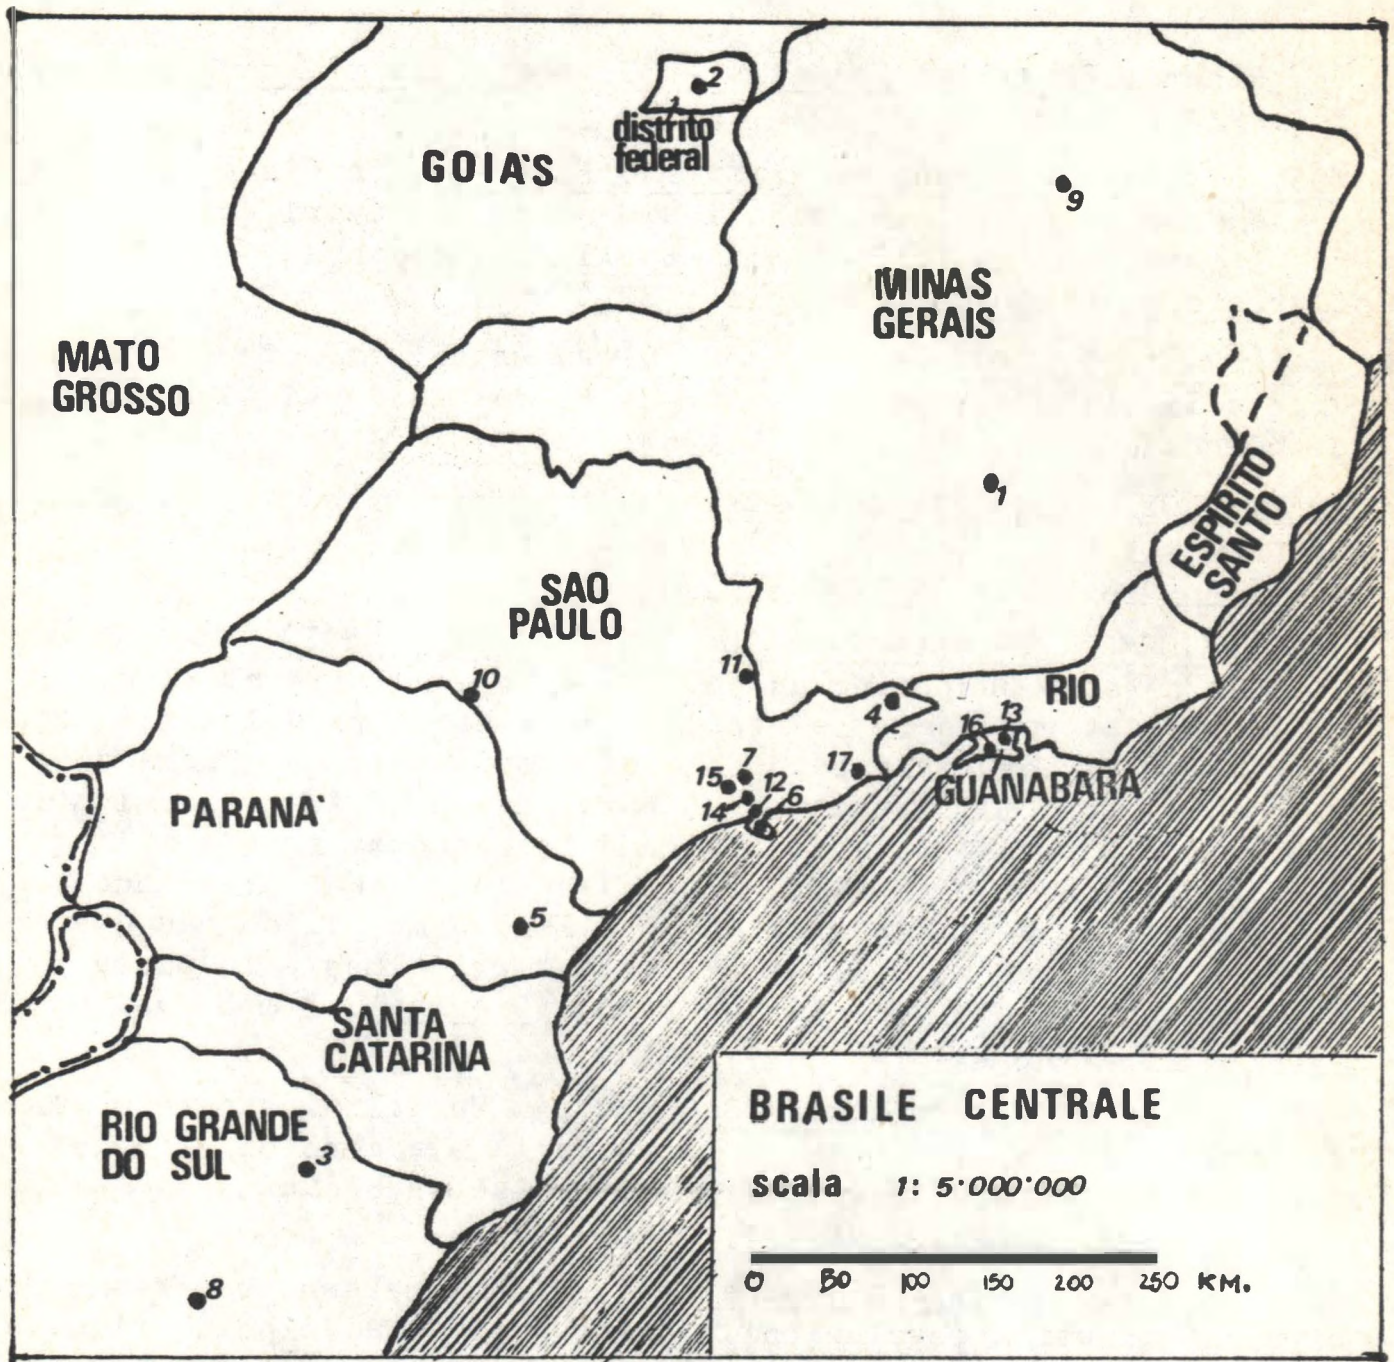 2
distrito
federal
GOIA'S
9
MINAS
GERAIS
MATO
GROSSO
1
ESPIRITO
SANTO
SAO
PAULO
11
10
4
RIO
16
13
7
15
17
12
6
14
GUANABARA
PARANA'
5
SANTA
CATARINA
RIO GRANDE
DO SUL
3
8
BRASILE CENTRALE
scala 1: 5·000·000
0 50 100 150 200 250 KM.